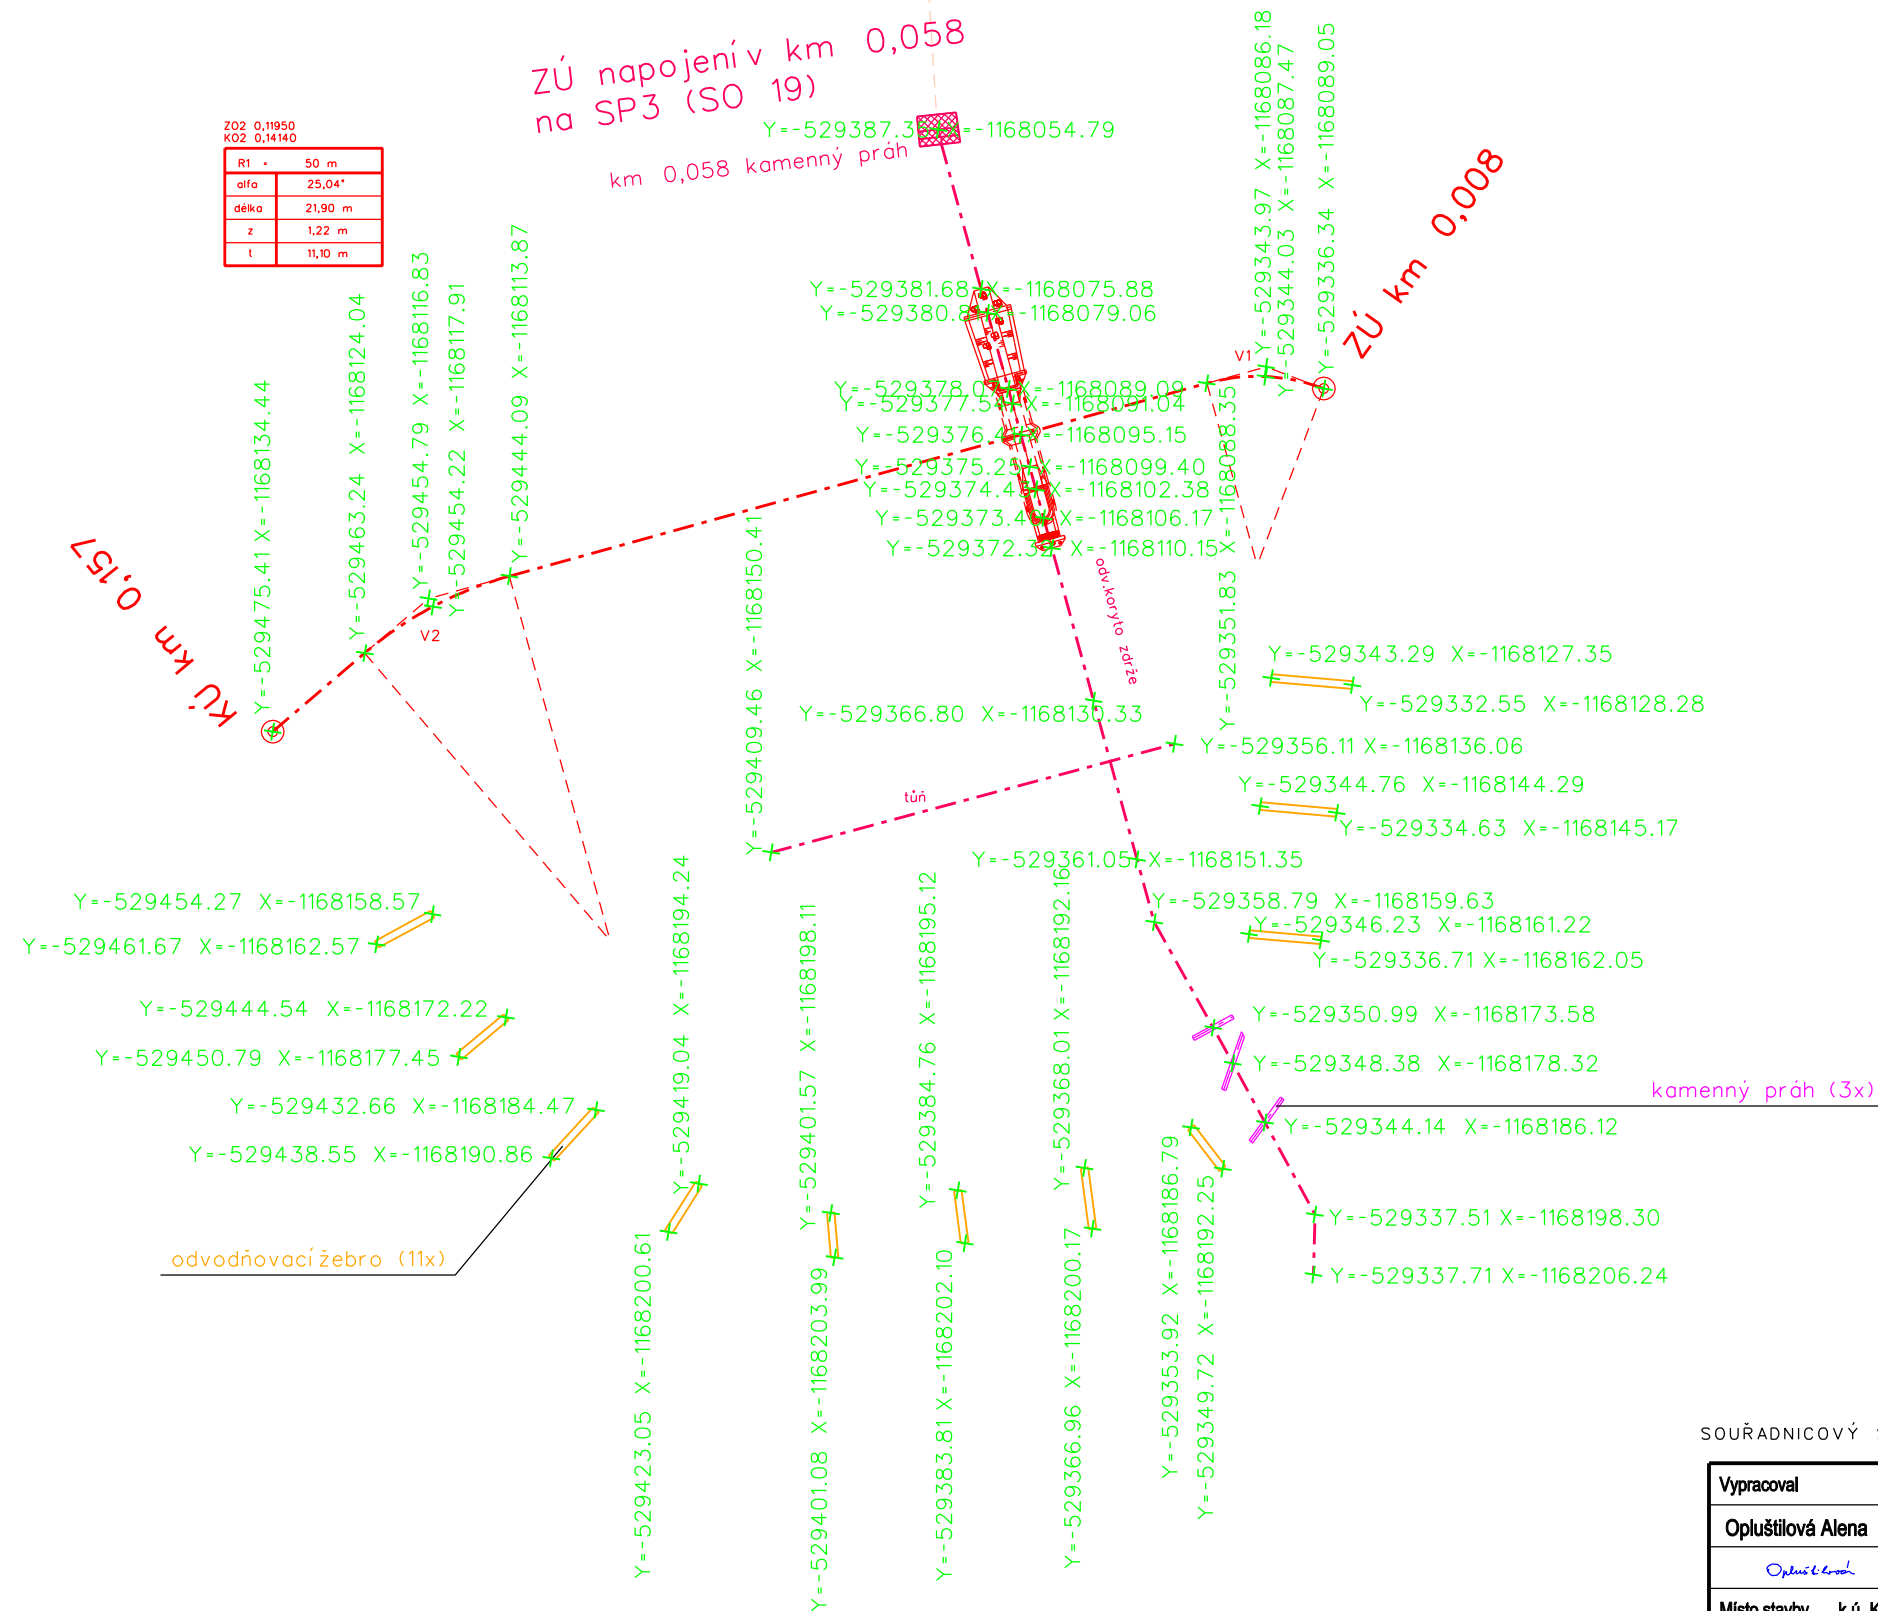 ZÚ napojení v km 0,058
na SP3 (SO 19)
km 0,058 kamenný práh
ZO2 0,11950
KO2 0,14140
R1 = 50 m
alfa 25,04°
délka 21,90 m
z 1,22 m
t 11,10 m
X=-1168054.79
Y=-529381.68 X=-1168075.88
X=-1168079.06
X=-1168089.09
X=-1168091.04
X=-1168095.15
X=-1168099.40
X=-1168102.38
X=-1168106.17
X=-1168110.15
Y=-529343.97 X=-1168086.18
Y=-529344.03 X=-1168087.47
Y=-529336.34 X=-1168089.05
ZÚ km 0,008
V1
Y=-529351.83 X=-1168088.35
Y=-529444.09 X=-1168113.87
Y=-529454.22 X=-1168117.91
Y=-529454.79 X=-1168116.83
Y=-529463.24 X=-1168124.04
Y=-529475.41 X=-1168134.44
V2
KÚ km 0,157
odv.koryto zdrže
Y=-529409.46 X=-1168150.41
Y=-529366.80 X=-1168130.33
Y=-529343.29 X=-1168127.35
Y=-529332.55 X=-1168128.28
Y=-529356.11 X=-1168136.06
tůň
Y=-529344.76 X=-1168144.29
Y=-529334.63 X=-1168145.17
Y=-529361.05 X=-1168151.35
Y=-529358.79 X=-1168159.63
Y=-529346.23 X=-1168161.22
Y=-529336.71 X=-1168162.05
Y=-529454.27 X=-1168158.57
Y=-529461.67 X=-1168162.57
Y=-529444.54 X=-1168172.22
Y=-529450.79 X=-1168177.45
Y=-529432.66 X=-1168184.47
Y=-529438.55 X=-1168190.86
odvodňovací žebro (11x)
Y=-529419.04 X=-1168194.24
Y=-529423.05 X=-1168200.61
Y=-529401.57 X=-1168198.11
Y=-529401.08 X=-1168203.99
Y=-529384.76 X=-1168195.12
Y=-529383.81 X=-1168202.10
Y=-529368.01 X=-1168192.16
Y=-529366.96 X=-1168200.17
Y=-529353.92 X=-1168186.79
Y=-529349.72 X=-1168192.25
Y=-529350.99 X=-1168173.58
Y=-529348.38 X=-1168178.32
kamenný práh (3x)
Y=-529344.14 X=-1168186.12
Y=-529337.51 X=-1168198.30
Y=-529337.71 X=-1168206.24
SOUŘADNICOVÝ
Vypracoval
Opluštilová Alena
Opluštilová
Místo stavby k.ú.